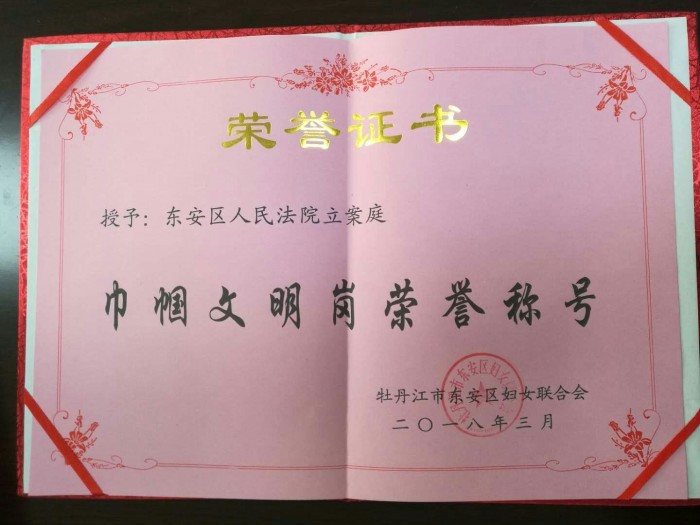 荣誉证书
授予：东安区人民法院立案庭
巾帼文明岗荣誉称号
牡丹江市东安区妇女联合会
二〇一八年三月